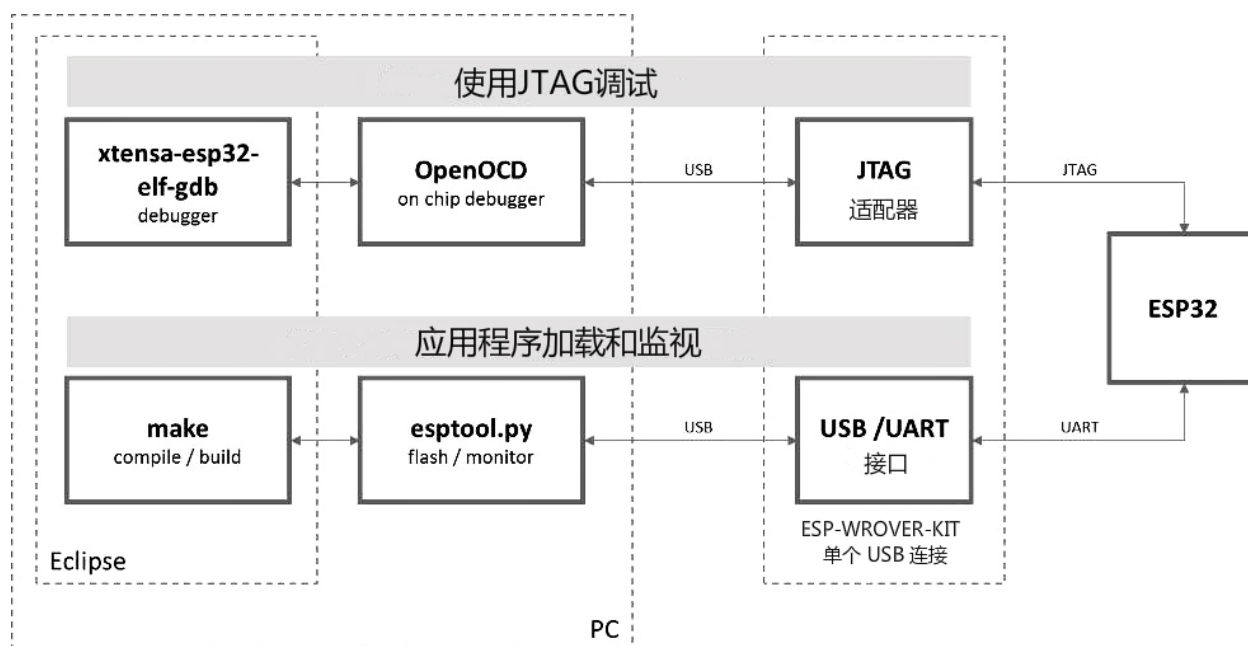 使用JTAG调试
xtensa-esp32-
elf-gdb
debugger
OpenOCD
on chip debugger
USB
JTAG
适配器
JTAG
ESP32
应用程序加载和监视
make
compile / build
esptool.py
flash / monitor
USB
USB /UART
接口
UART
ESP-WROVER-KIT
单个 USB 连接
Eclipse
PC